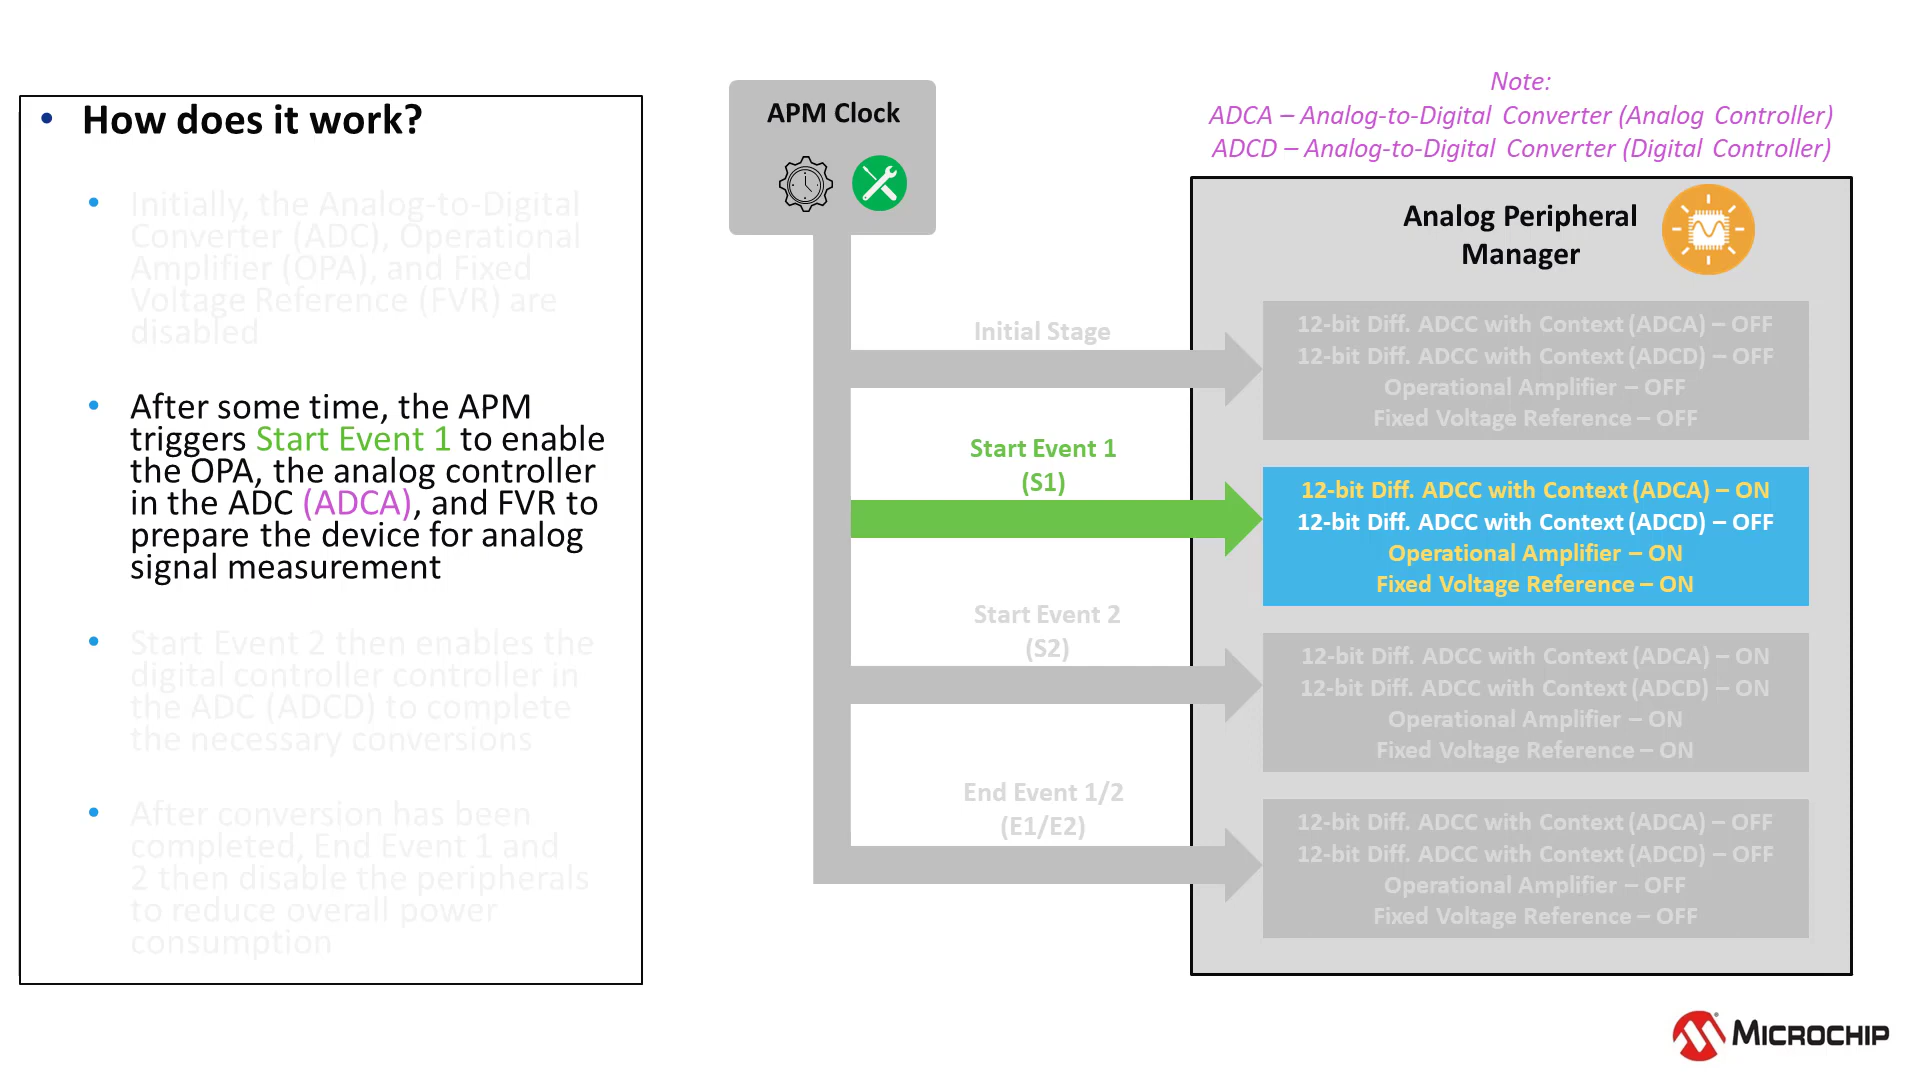 How does it work?
Initially, the Analog-to-Digital
Converter (ADC), Operational
Amplifier (OPA), and Fixed
Voltage Reference (FVR) are
disabled
After some time, the APM
triggers Start Event 1 to enable
the OPA, the analog controller
in the ADC (ADCA), and FVR to
prepare the device for analog
signal measurement
Start Event 2 then enables the
digital controller controller in
the ADC (ADCD) to complete
the necessary conversions
After conversion has been
completed, End Event 1 and
2 then disable the peripherals
to reduce overall power
consumption
APM Clock
Initial Stage
Start Event 1
(S1)
Start Event 2
(S2)
End Event 1/2
(E1/E2)
Note:
ADCA – Analog-to-Digital Converter (Analog Controller)
ADCD – Analog-to-Digital Converter (Digital Controller)
Analog Peripheral
Manager
12-bit Diff. ADCC with Context (ADCA) – OFF
12-bit Diff. ADCC with Context (ADCD) – OFF
Operational Amplifier – OFF
Fixed Voltage Reference – OFF
12-bit Diff. ADCC with Context (ADCA) – ON
12-bit Diff. ADCC with Context (ADCD) – OFF
Operational Amplifier – ON
Fixed Voltage Reference – ON
12-bit Diff. ADCC with Context (ADCA) – ON
12-bit Diff. ADCC with Context (ADCD) – ON
Operational Amplifier – ON
Fixed Voltage Reference – ON
12-bit Diff. ADCC with Context (ADCA) – OFF
12-bit Diff. ADCC with Context (ADCD) – OFF
Operational Amplifier – OFF
Fixed Voltage Reference – OFF
MICROCHIP